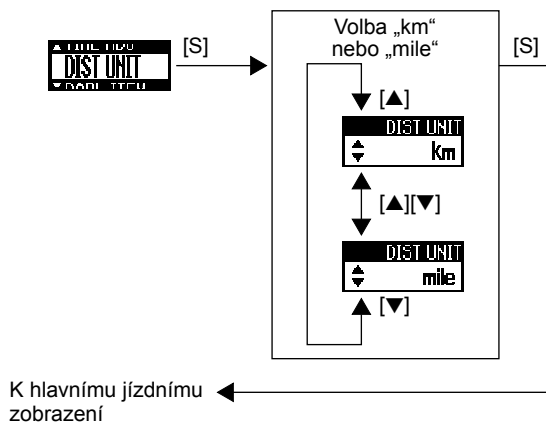 Volba „km“
nebo „mile“
[S]
[S]
DIST UNIT
[▲]
DIST UNIT
km
[▲][▼]
DIST UNIT
mile
[▼]
K hlavnímu jízdnímu
zobrazení